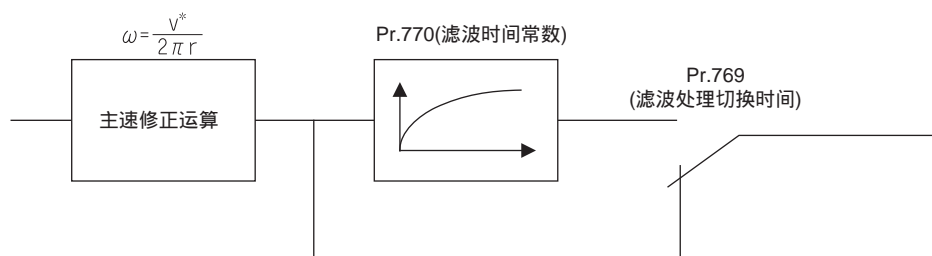 ω=v*/2πr
Pr.770(滤波时间常数)
Pr.769
(滤波处理切换时间)
主速修正运算